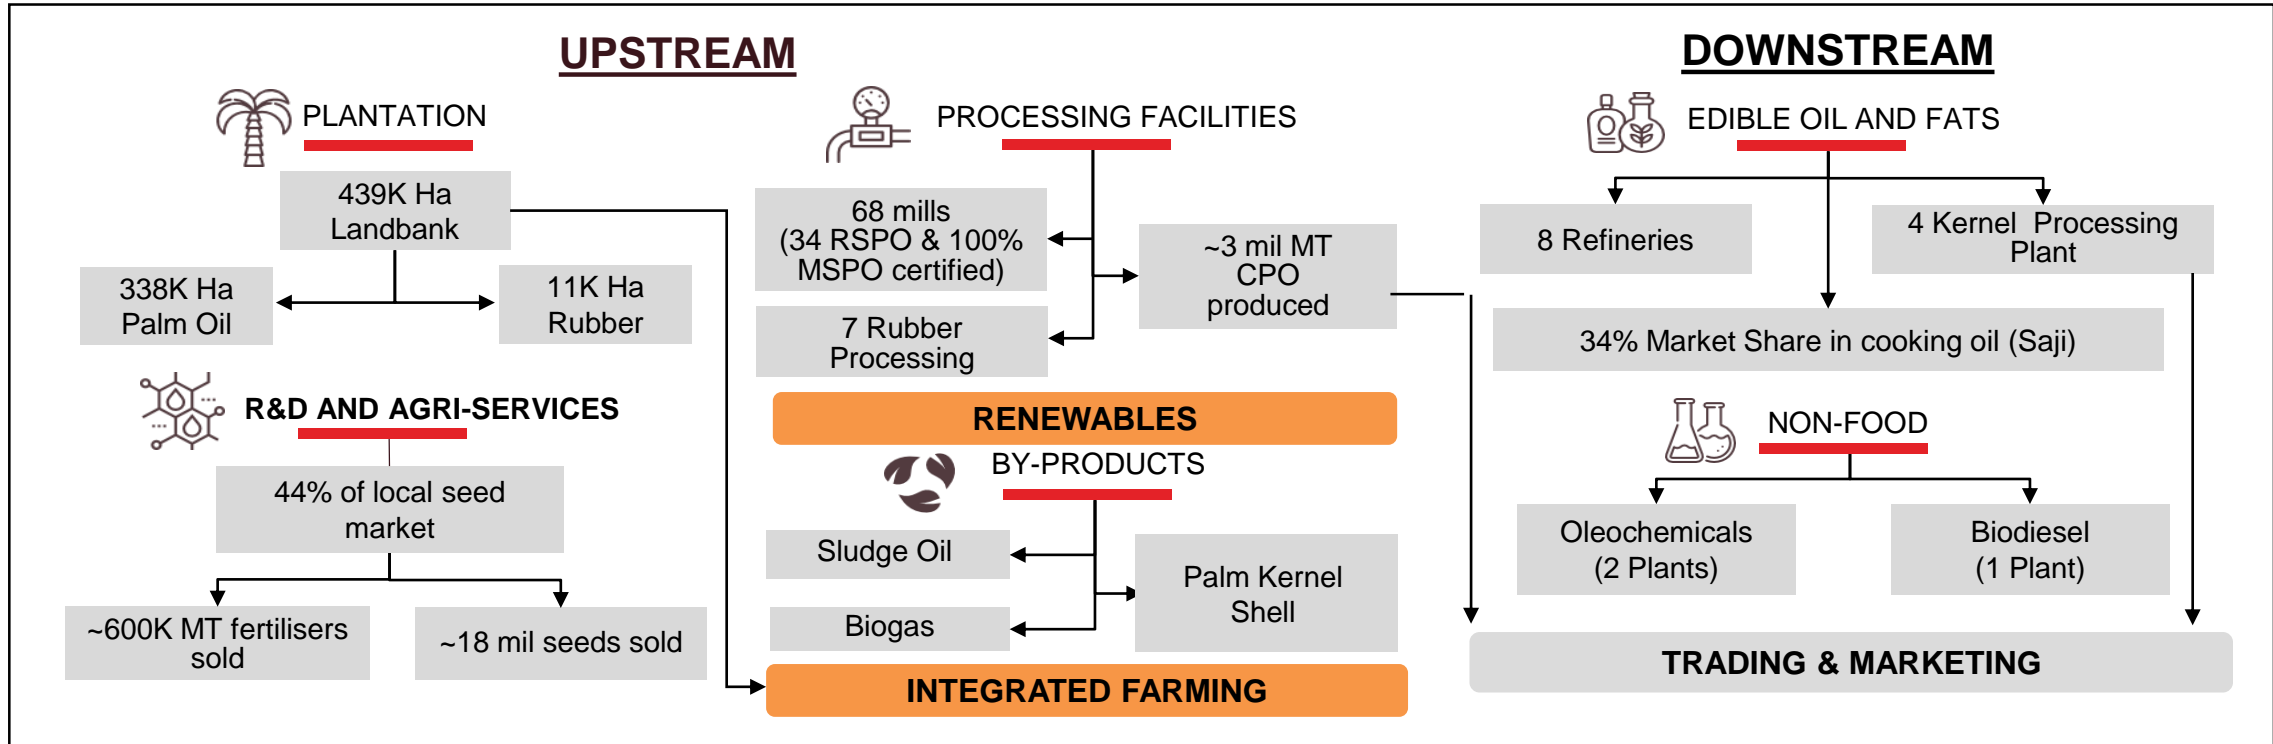 UPSTREAM
PLANTATION
439K Ha
Landbank
338K Ha
Palm Oil
11K Ha
Rubber
R&D AND AGRI-SERVICES
44% of local seed
market
~600K MT fertilisers
sold
~18 mil seeds sold
PROCESSING FACILITIES
68 mills
(34 RSPO & 100%
MSPO certified)
7 Rubber
Processing
~3 mil MT
CPO
produced
RENEWABLES
BY-PRODUCTS
Sludge Oil
Biogas
Palm Kernel
Shell
INTEGRATED FARMING
DOWNSTREAM
EDIBLE OIL AND FATS
8 Refineries
4 Kernel Processing
Plant
34% Market Share in cooking oil (Saji)
NON-FOOD
Oleochemicals
(2 Plants)
Biodiesel
(1 Plant)
TRADING & MARKETING